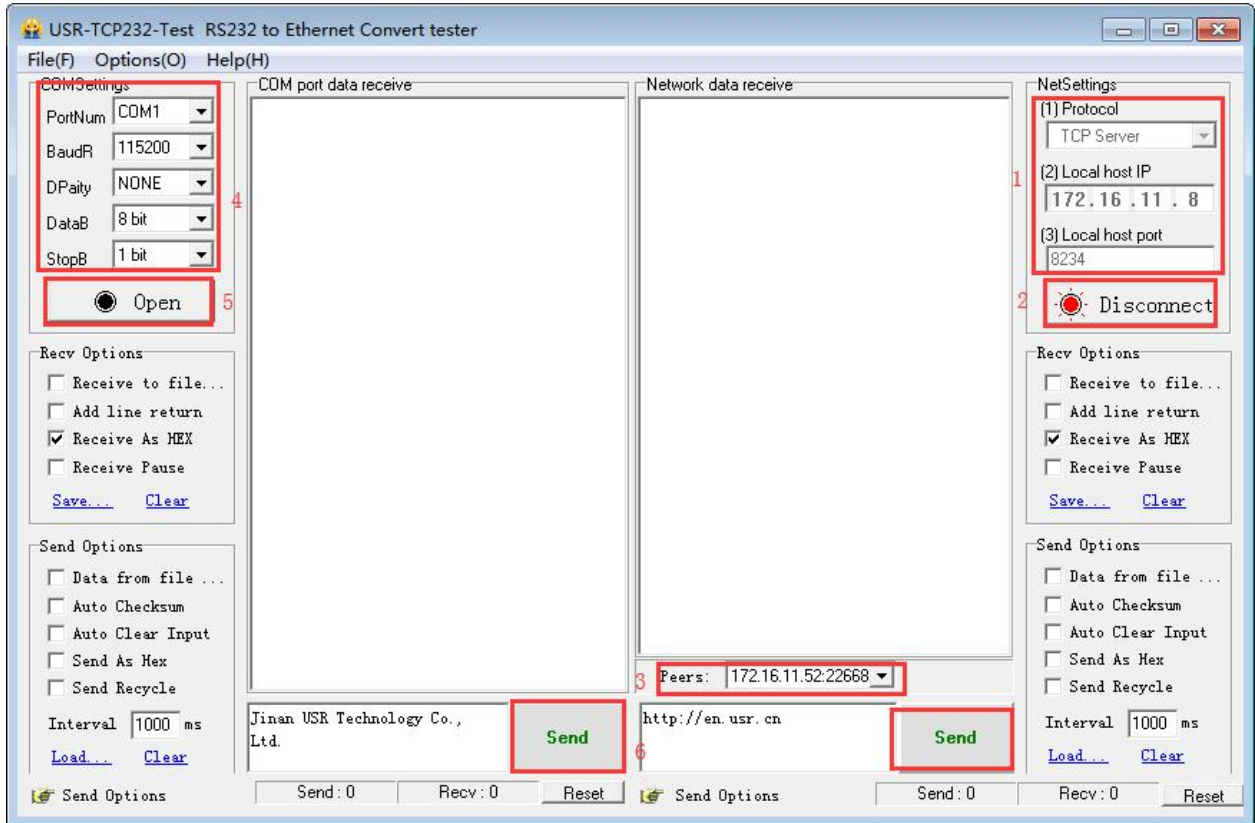 USR-TCP232-Test RS232 to Ethernet Convert tester
File(F) Options(O) Help(H)
COMSettings
PortNum COM1
BaudR 115200
DPaity NONE
DataB 8 bit
StopB 1 bit
4
Open
5
Recv Options
Receive to file...
Add line return
Receive As HEX
Receive Pause
Save... Clear
Send Options
Data from file ...
Auto Checksum
Auto Clear Input
Send As Hex
Send Recycle
Interval 1000 ms
Load... Clear
Send Options
COM port data receive
Jinan USR Technology Co.,
Ltd.
Send
Send : 0 Recv : 0 Reset
Network data receive
3 Peers: 172.16.11.52:22668
http://en.usr.cn
Send
6
Send Options
Send : 0 Recv : 0 Reset
NetSettings
(1) Protocol
TCP Server
(2) Local host IP
1
172 . 16 . 11 . 8
(3) Local host port
8234
2
Disconnect
Recv Options
Receive to file...
Add line return
Receive As HEX
Receive Pause
Save... Clear
Send Options
Data from file ...
Auto Checksum
Auto Clear Input
Send As Hex
Send Recycle
Interval 1000 ms
Load... Clear